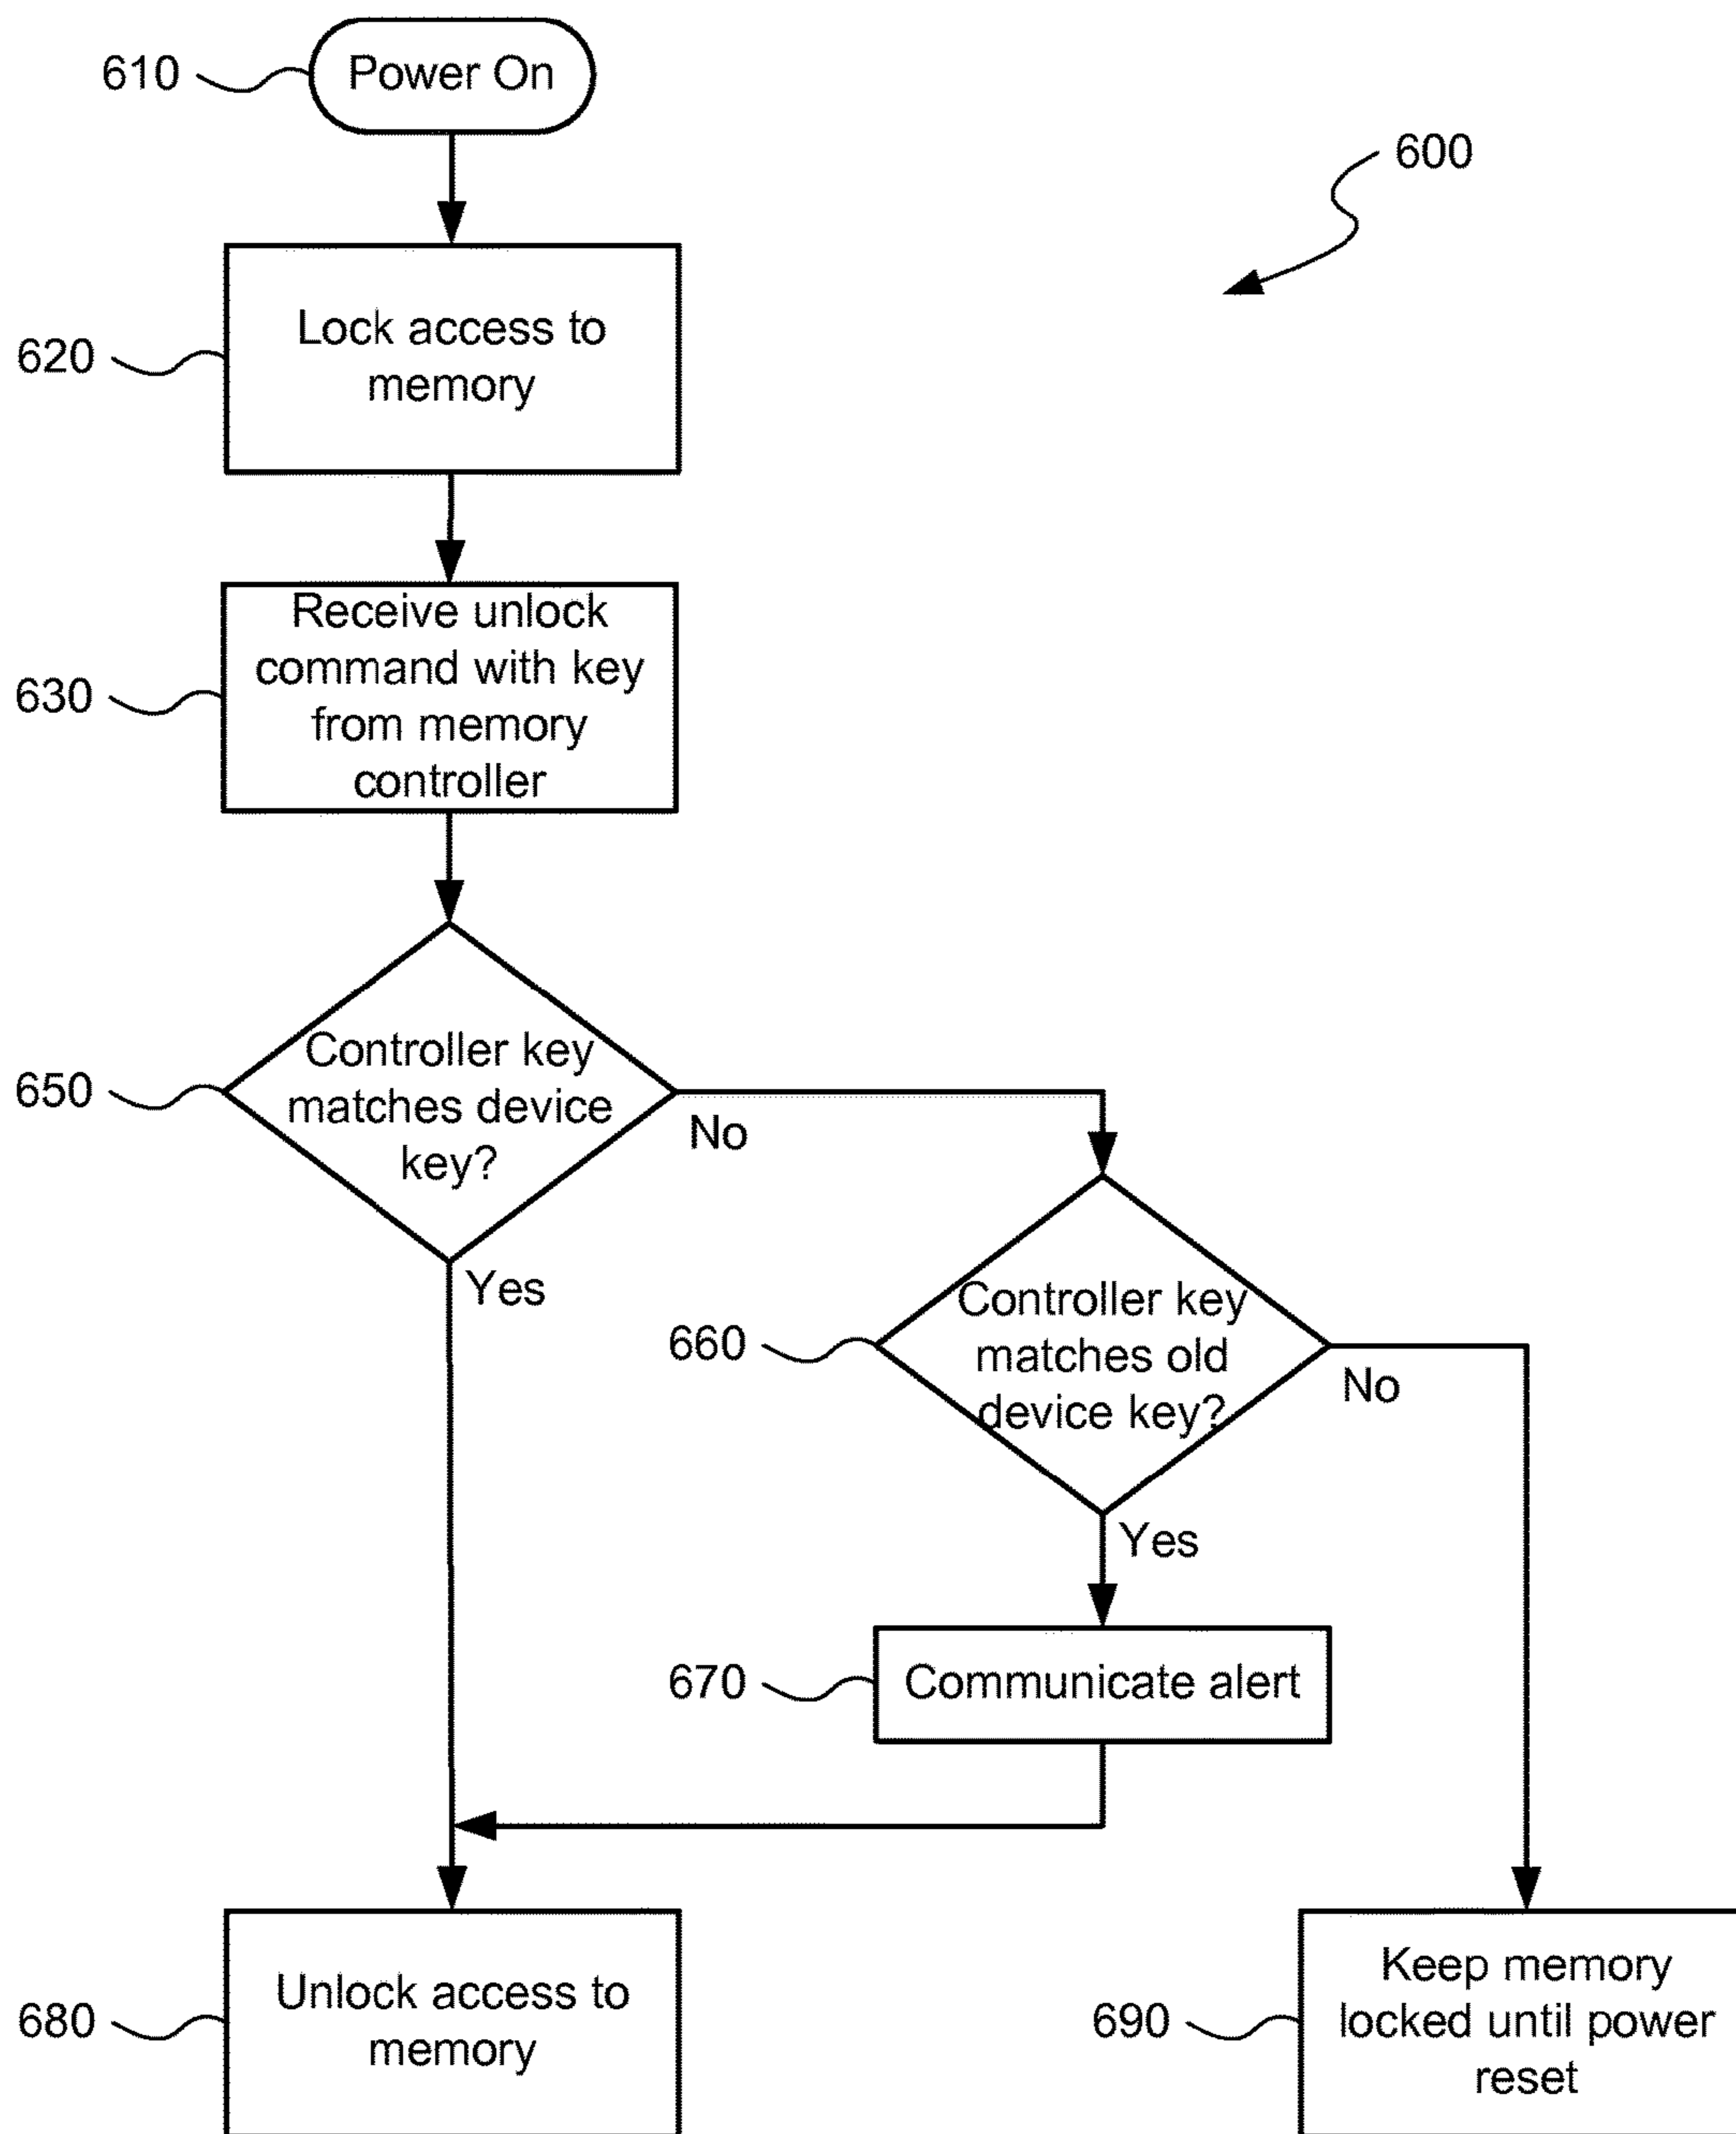 610
Power On
600
620
Lock access to
memory
630
Receive unlock
command with key
from memory
controller
650
Controller key
matches device
key?
No
Yes
660
Controller key
matches old
device key?
No
Yes
670
Communicate alert
680
Unlock access to
memory
690
Keep memory
locked until power
reset